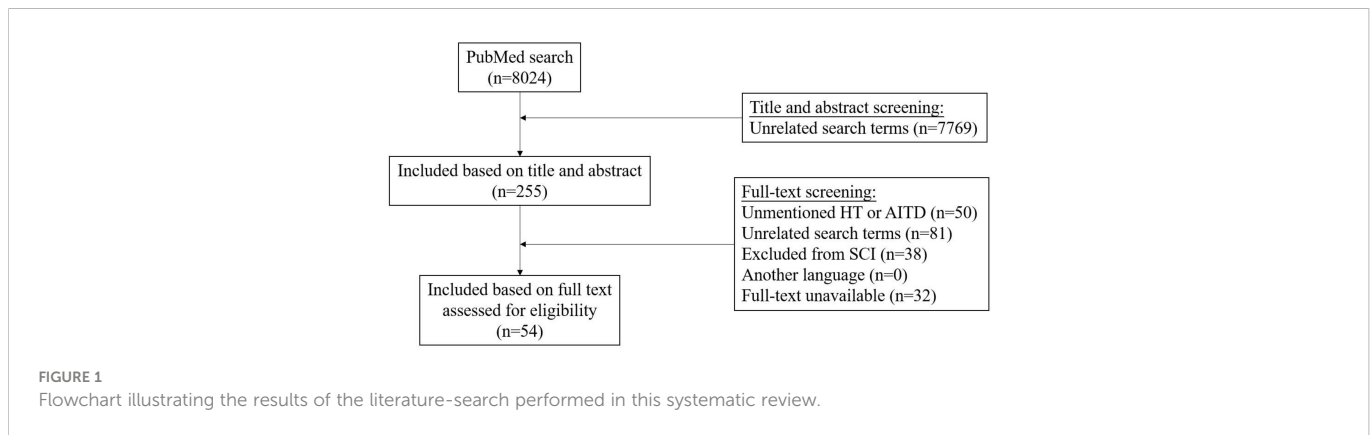 PubMed search
(n=8024)
Title and abstract screening:
Unrelated search terms (n=7769)
Included based on title and abstract
(n=255)
Full-text screening:
Unmentioned HT or AITD (n=50)
Unrelated search terms (n=81)
Excluded from SCI (n=38)
Another language (n=0)
Full-text unavailable (n=32)
Included based on full text
assessed for eligibility
(n=54)
FIGURE 1
Flowchart illustrating the results of the literature-search performed in this systematic review.